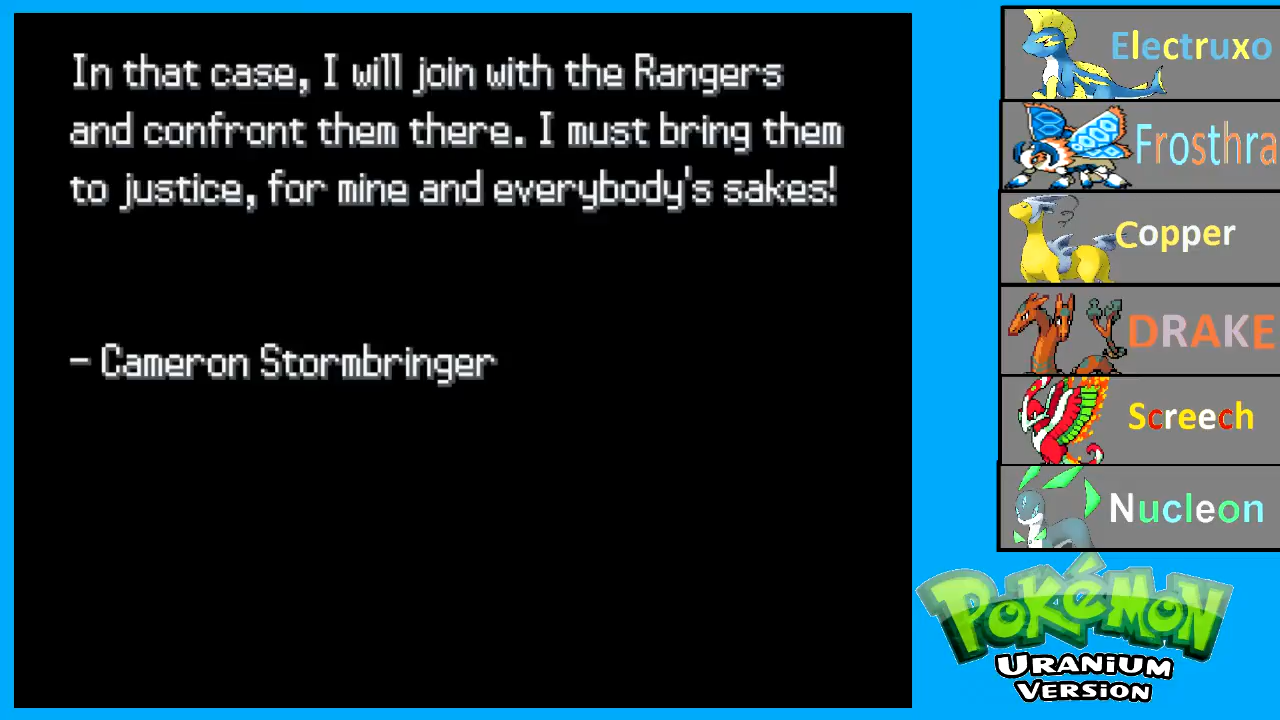 In that case, I will join with the Rangers
and confront them there. I must bring them
to justice, for mine and everybody's sakes!
- Cameron Stormbringer
Electruxo
Frosthra
Copper
DRAKE
Screech
Nucleon
POKéMON
URANiUM
VERSiON